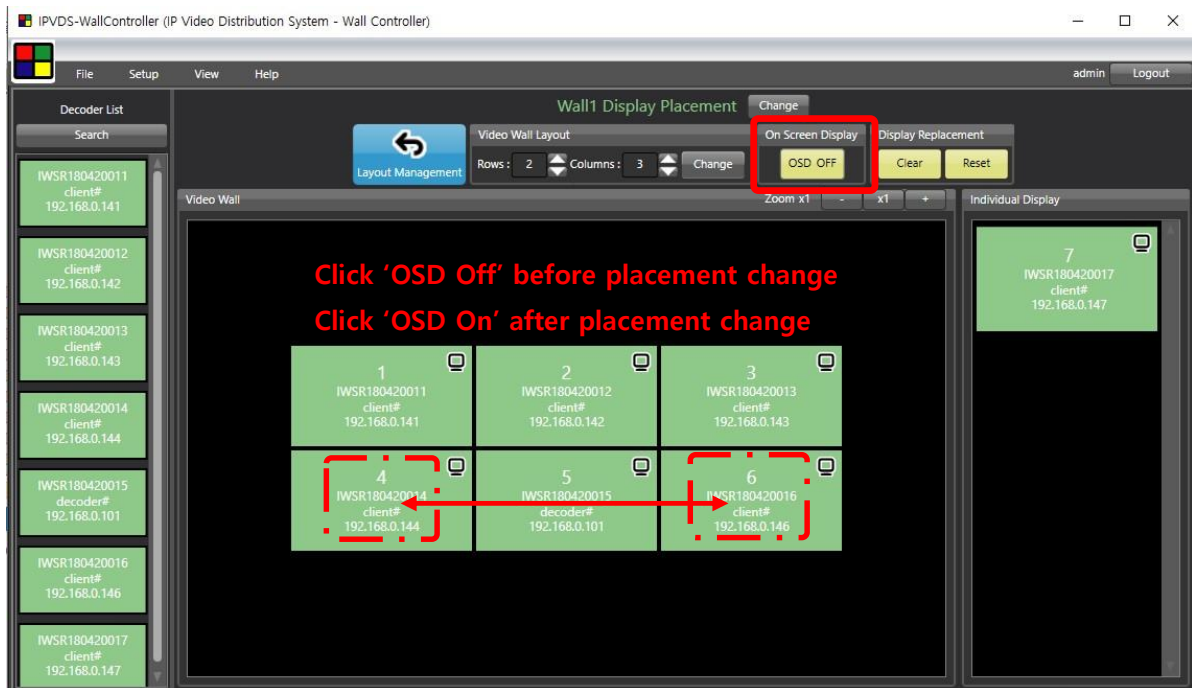 IPVDS-WallController (IP Video Distribution System - Wall Controller)
File Setup View Help
admin Logout
Decoder List
Search
IWSR180420011
client#
192.168.0.141
IWSR180420012
client#
192.168.0.142
IWSR180420013
client#
192.168.0.143
IWSR180420014
client#
192.168.0.144
IWSR180420015
decoder#
192.168.0.101
IWSR180420016
client#
192.168.0.146
IWSR180420017
client#
192.168.0.147
Wall1 Display Placement Change
Layout Management
Video Wall Layout
Rows : 2 Columns : 3 Change
On Screen Display
OSD OFF
Display Replacement
Clear Reset
Video Wall
Zoom x1 - x1 +
Click ‘OSD Off’ before placement change
Click ‘OSD On’ after placement change
1
IWSR180420011
client#
192.168.0.141
2
IWSR180420012
client#
192.168.0.142
3
IWSR180420013
client#
192.168.0.143
4
IWSR180420014
client#
192.168.0.144
5
IWSR180420015
decoder#
192.168.0.101
6
IWSR180420016
client#
192.168.0.146
Individual Display
7
IWSR180420017
client#
192.168.0.147